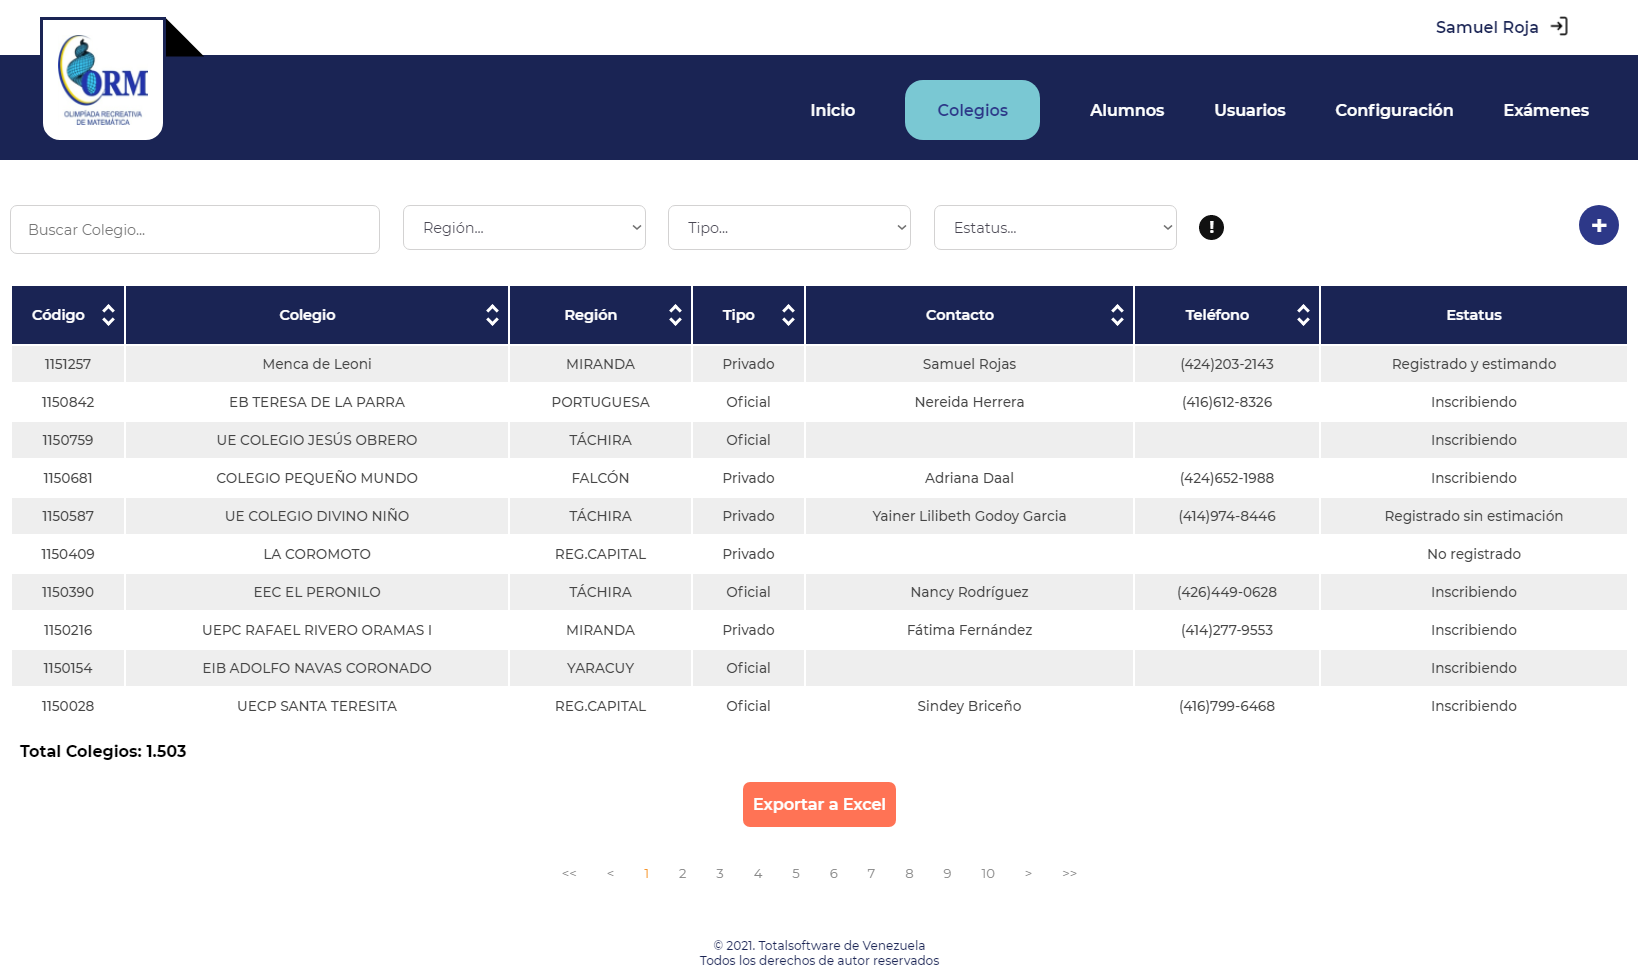 Samuel Roja
ORM
OLIMPÍADA RECREATIVA
DE MATEMÁTICA
Inicio Colegios Alumnos Usuarios Configuración Exámenes
Buscar Colegio... Región... Tipo... Estatus... ! +
Código Colegio Región Tipo Contacto Teléfono Estatus
1151257 Menca de Leoni MIRANDA Privado Samuel Rojas (424)203-2143 Registrado y estimando
1150842 EB TERESA DE LA PARRA PORTUGUESA Oficial Nereida Herrera (416)612-8326 Inscribiendo
1150759 UE COLEGIO JESÚS OBRERO TÁCHIRA Oficial Inscribiendo
1150681 COLEGIO PEQUEÑO MUNDO FALCÓN Privado Adriana Daal (424)652-1988 Inscribiendo
1150587 UE COLEGIO DIVINO NIÑO TÁCHIRA Privado Yainer Lilibeth Godoy Garcia (414)974-8446 Registrado sin estimación
1150409 LA COROMOTO REG.CAPITAL Privado No registrado
1150390 EEC EL PERONILO TÁCHIRA Oficial Nancy Rodríguez (426)449-0628 Inscribiendo
1150216 UEPC RAFAEL RIVERO ORAMAS I MIRANDA Privado Fátima Fernández (414)277-9553 Inscribiendo
1150154 EIB ADOLFO NAVAS CORONADO YARACUY Oficial Inscribiendo
1150028 UECP SANTA TERESITA REG.CAPITAL Oficial Sindey Briceño (416)799-6468 Inscribiendo
Total Colegios: 1.503
Exportar a Excel
<< < 1 2 3 4 5 6 7 8 9 10 > >>
© 2021. Totalsoftware de Venezuela
Todos los derechos de autor reservados